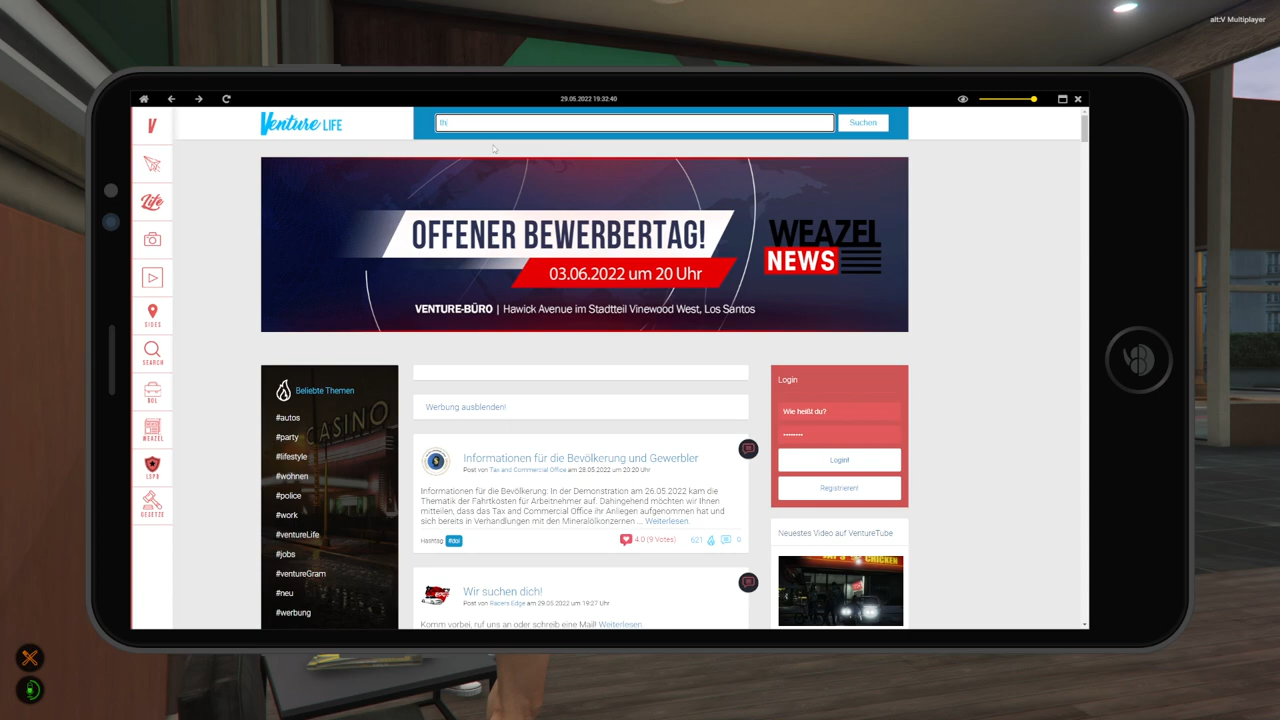 alt:V Multiplayer
29.05.2022 19:32:40
V
Venture LIFE
thi
Suchen
Life
SIDES
SEARCH
BOL
WEAZEL
LSPD
GESETZE
OFFENER BEWERBERTAG!
03.06.2022 um 20 Uhr
VENTURE-BÜRO | Hawick Avenue im Stadtteil Vinewood West, Los Santos
WEAZEL
NEWS
Beliebte Themen
CASINO
#autos
#party
#lifestyle
#wohnen
#police
#work
#ventureLife
#jobs
#ventureGram
#neu
#werbung
Werbung ausblenden!
Informationen für die Bevölkerung und Gewerbler
Post von Tax and Commercial Office am 28.05.2022 um 20:20 Uhr
Informationen für die Bevölkerung: In der Demonstration am 26.05.2022 kam die
Thematik der Fahrtkosten für Arbeitnehmer auf. Dahingehend möchten wir Ihnen
mitteilen, dass das Tax and Commercial Office ihr Anliegen aufgenommen hat und
sich bereits in Verhandlungen mit den Mineralölkonzernen ... Weiterlesen.
Hashtag #doi
4.0 (9 Votes)
621
0
Wir suchen dich!
Post von Racers Edge am 29.05.2022 um 19:27 Uhr
Komm vorbei, ruf uns an oder schreib eine Mail! Weiterlesen.
Login
Wie heißt du?
••••••••
Login!
Registrieren!
Neuestes Video auf VentureTube
CHICKEN